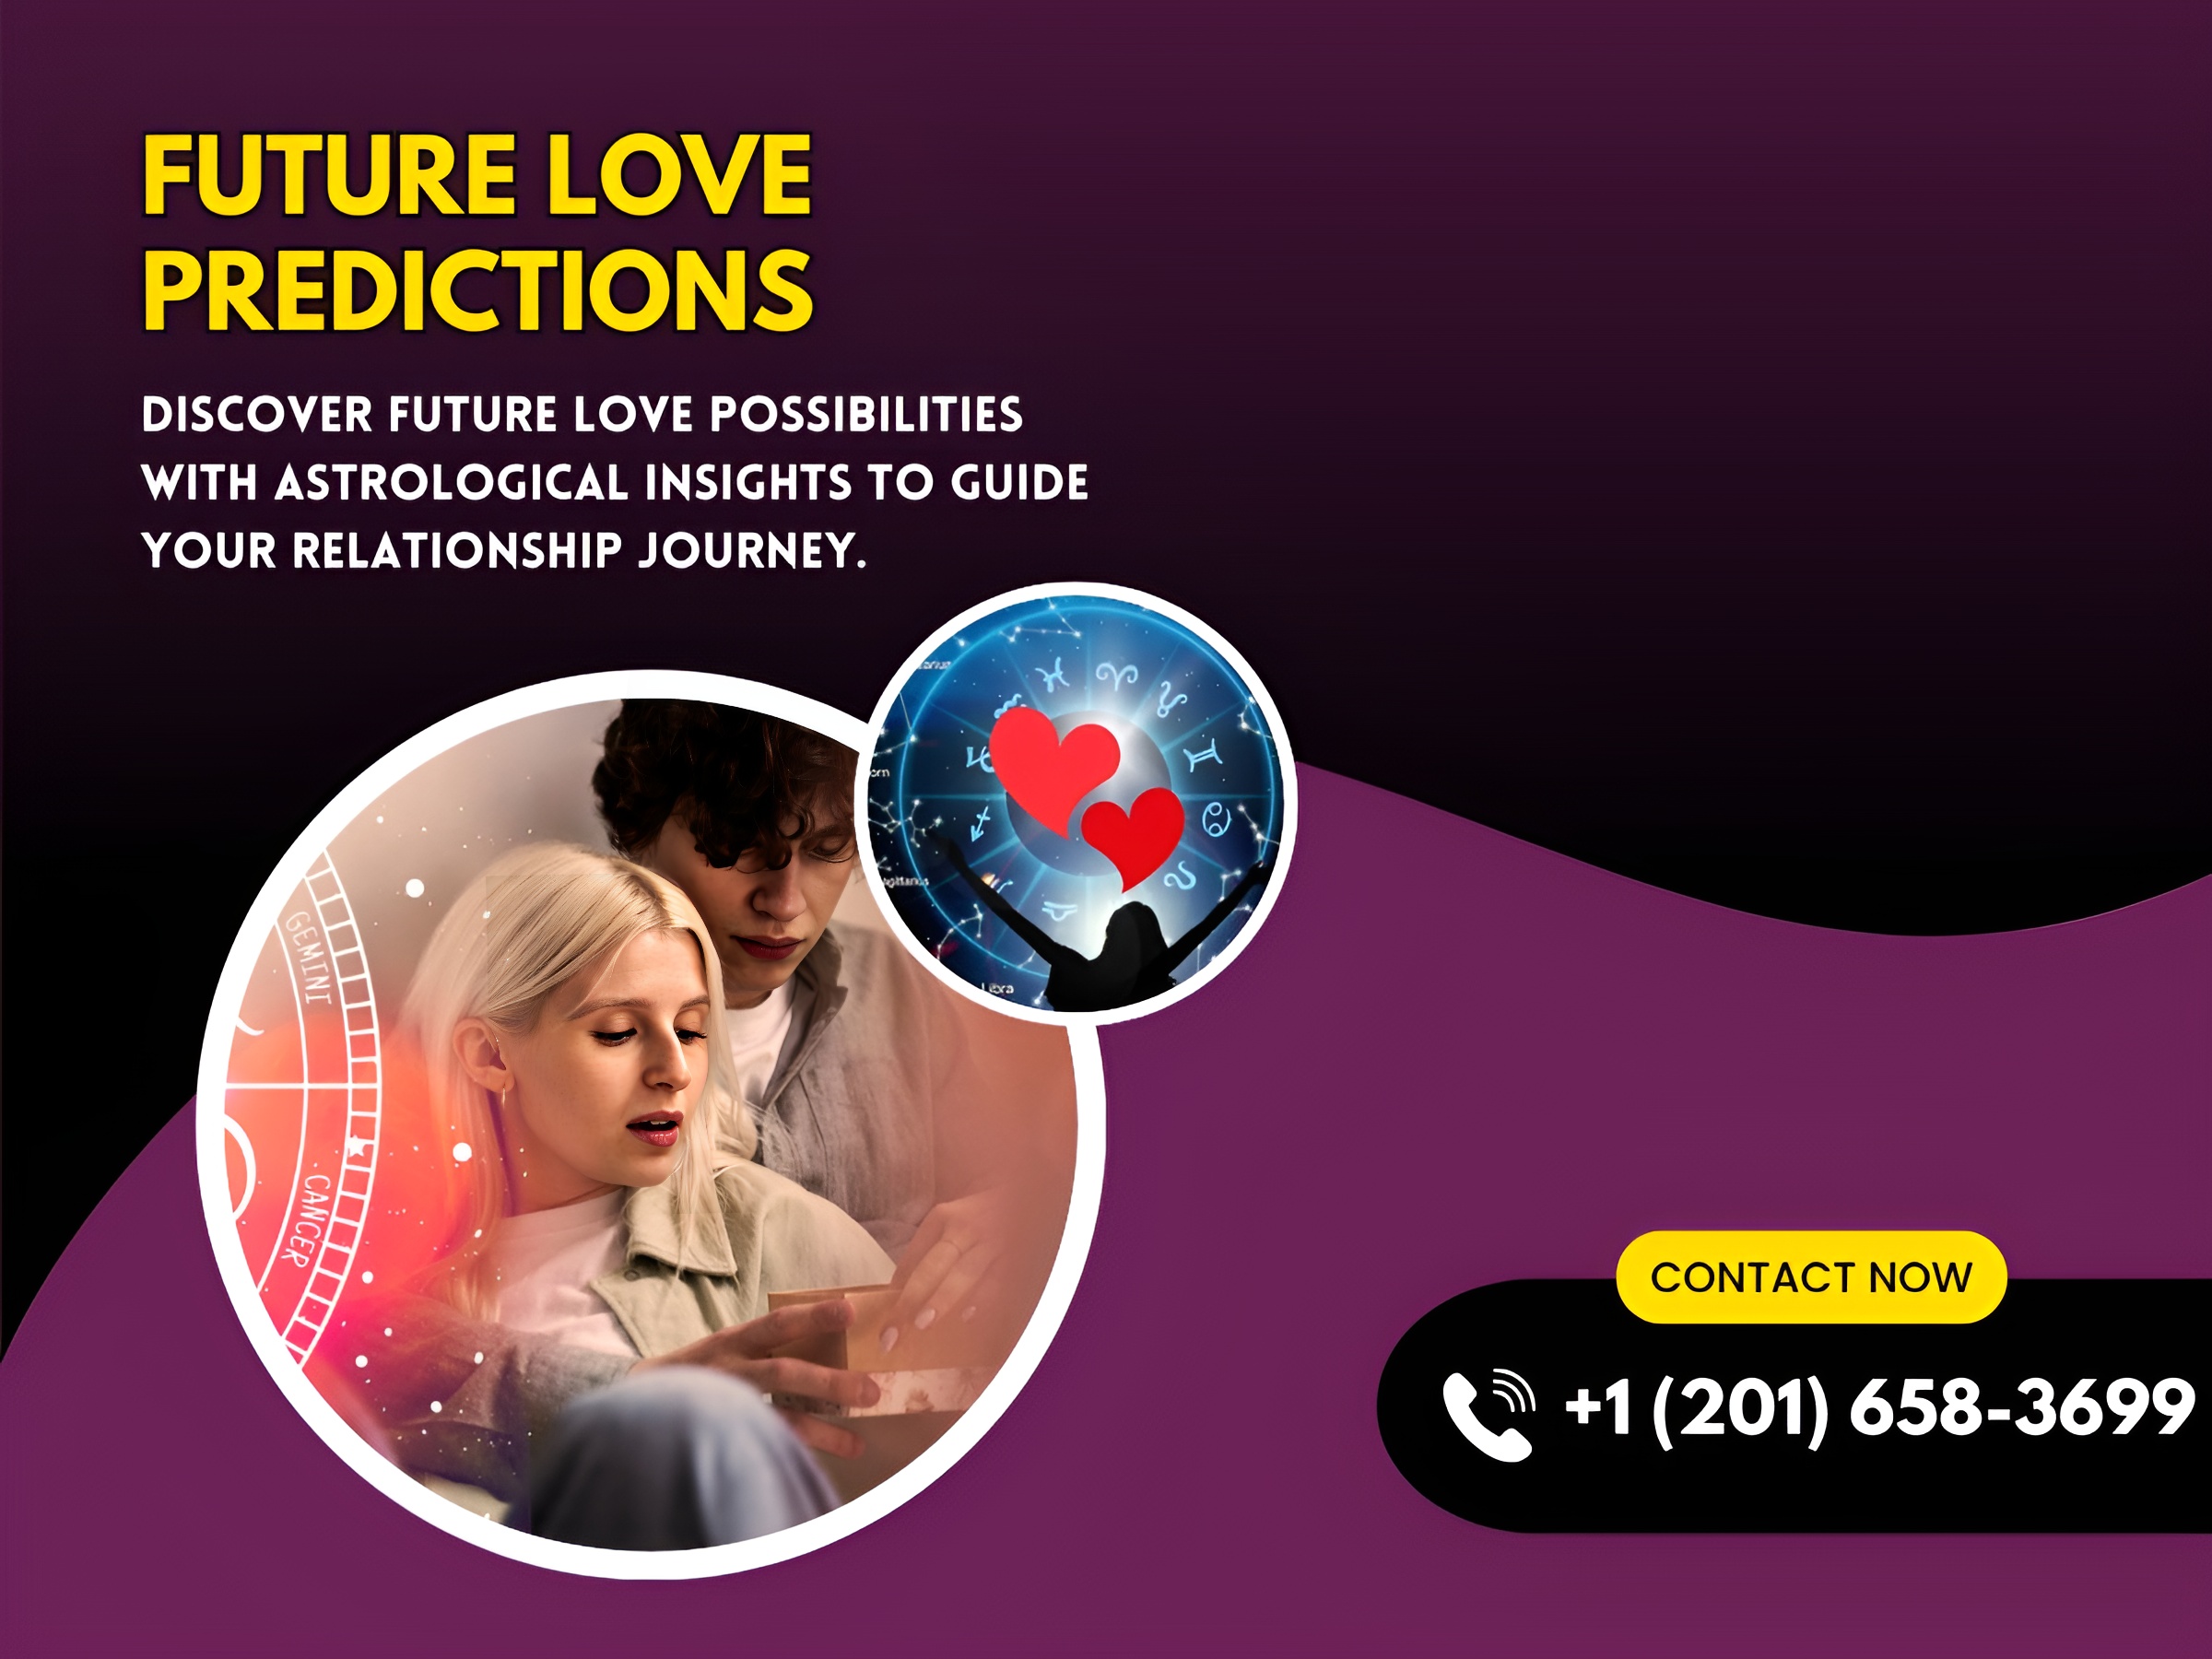 FUTURE LOVE
PREDICTIONS
DISCOVER FUTURE LOVE POSSIBILITIES
WITH ASTROLOGICAL INSIGHTS TO GUIDE
YOUR RELATIONSHIP JOURNEY.
GEMINI
CANCER
Libra
CONTACT NOW
+1 (201) 658-3699